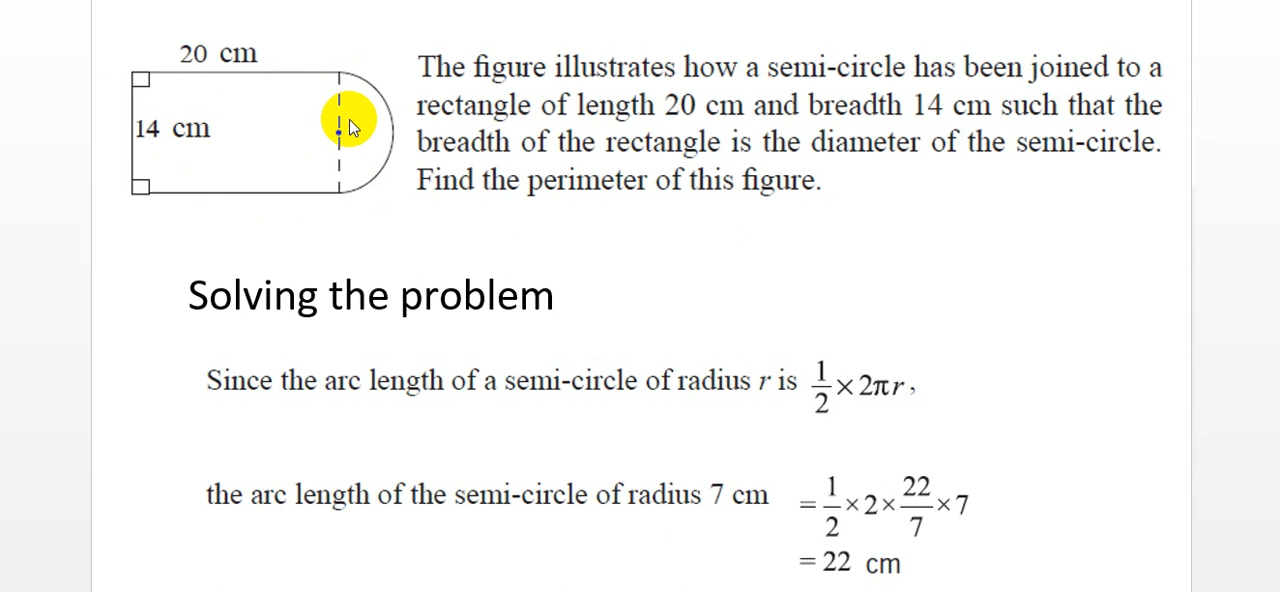 20 cm
14 cm
The figure illustrates how a semi-circle has been joined to a
rectangle of length 20 cm and breadth 14 cm such that the
breadth of the rectangle is the diameter of the semi-circle.
Find the perimeter of this figure.
Solving the problem
Since the arc length of a semi-circle of radius r is 1/2 × 2πr,
the arc length of the semi-circle of radius 7 cm = 1/2 × 2 × 22/7 × 7
= 22 cm